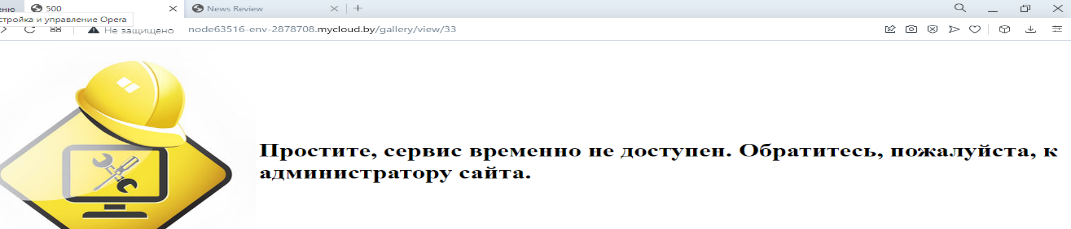 еню
500
News Review
стройка и управление Opera
Не защищено
node63516-env-2878708.mycloud.by/gallery/view/33
Простите, сервис временно не доступен. Обратитесь, пожалуйста, к
администратору сайта.